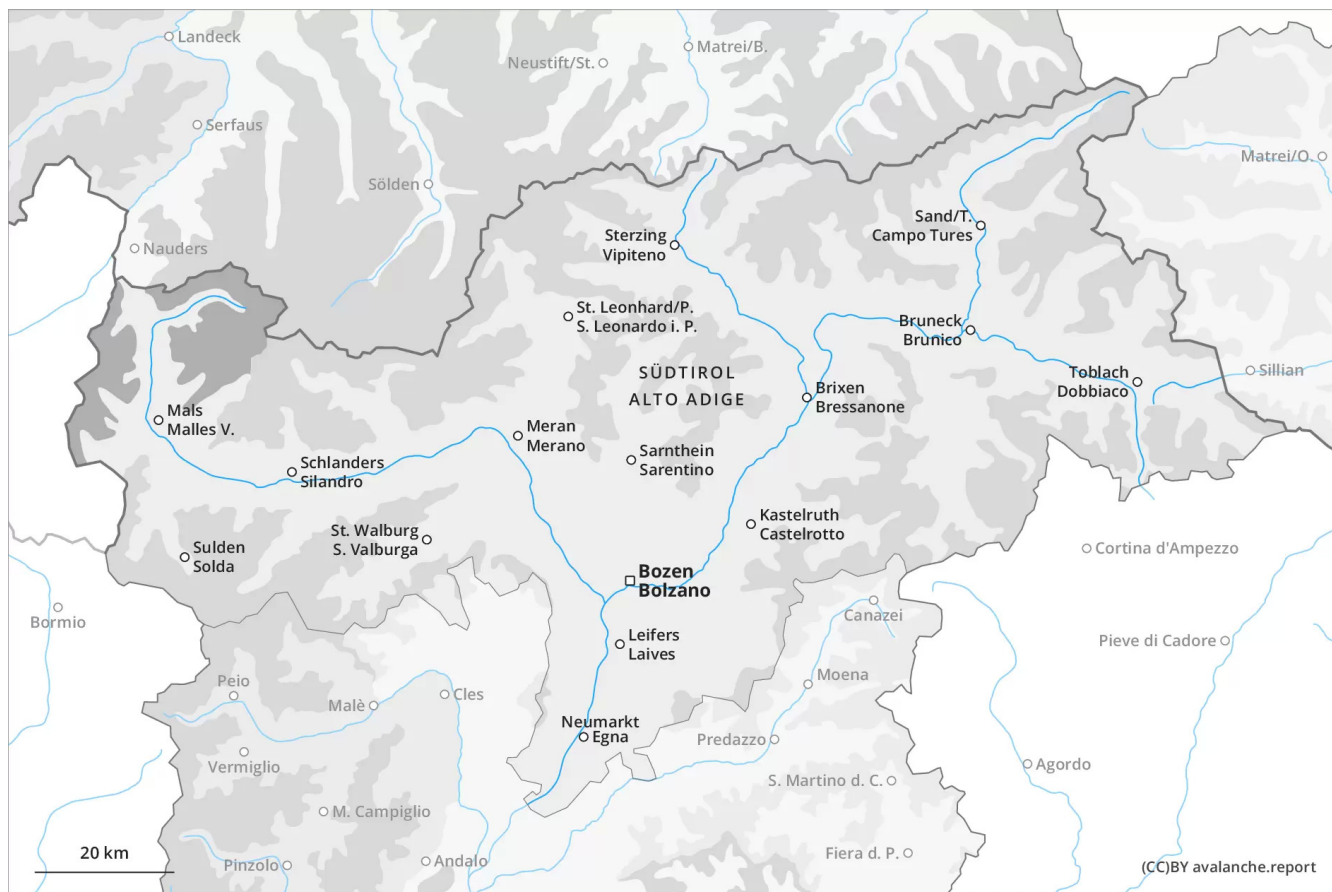 Landeck
Matrei/B.
Neustift/St.
Serfaus
Matrei/O.
Sölden
Sand/T.
Campo Tures
Sterzing
Vipiteno
Nauders
St. Leonhard/P.
S. Leonardo i. P.
Bruneck
Brunico
SÜDTIROL
ALTO ADIGE
Toblach
Dobbiaco
Sillian
Brixen
Bressanone
Mals
Malles V.
Meran
Merano
Sarnthein
Sarentino
Schlanders
Silandro
Kastelruth
Castelrotto
St. Walburg
S. Valburga
Sulden
Solda
Cortina d'Ampezzo
Bozen
Bolzano
Bormio
Canazei
Leifers
Laives
Pieve di Cadore
Peio
Moena
Malè
Cles
Neumarkt
Egna
Predazzo
Vermiglio
Agordo
S. Martino d. C.
M. Campiglio
20 km
Pinzolo
Andalo
Fiera d. P.
(CC)BY avalanche.report